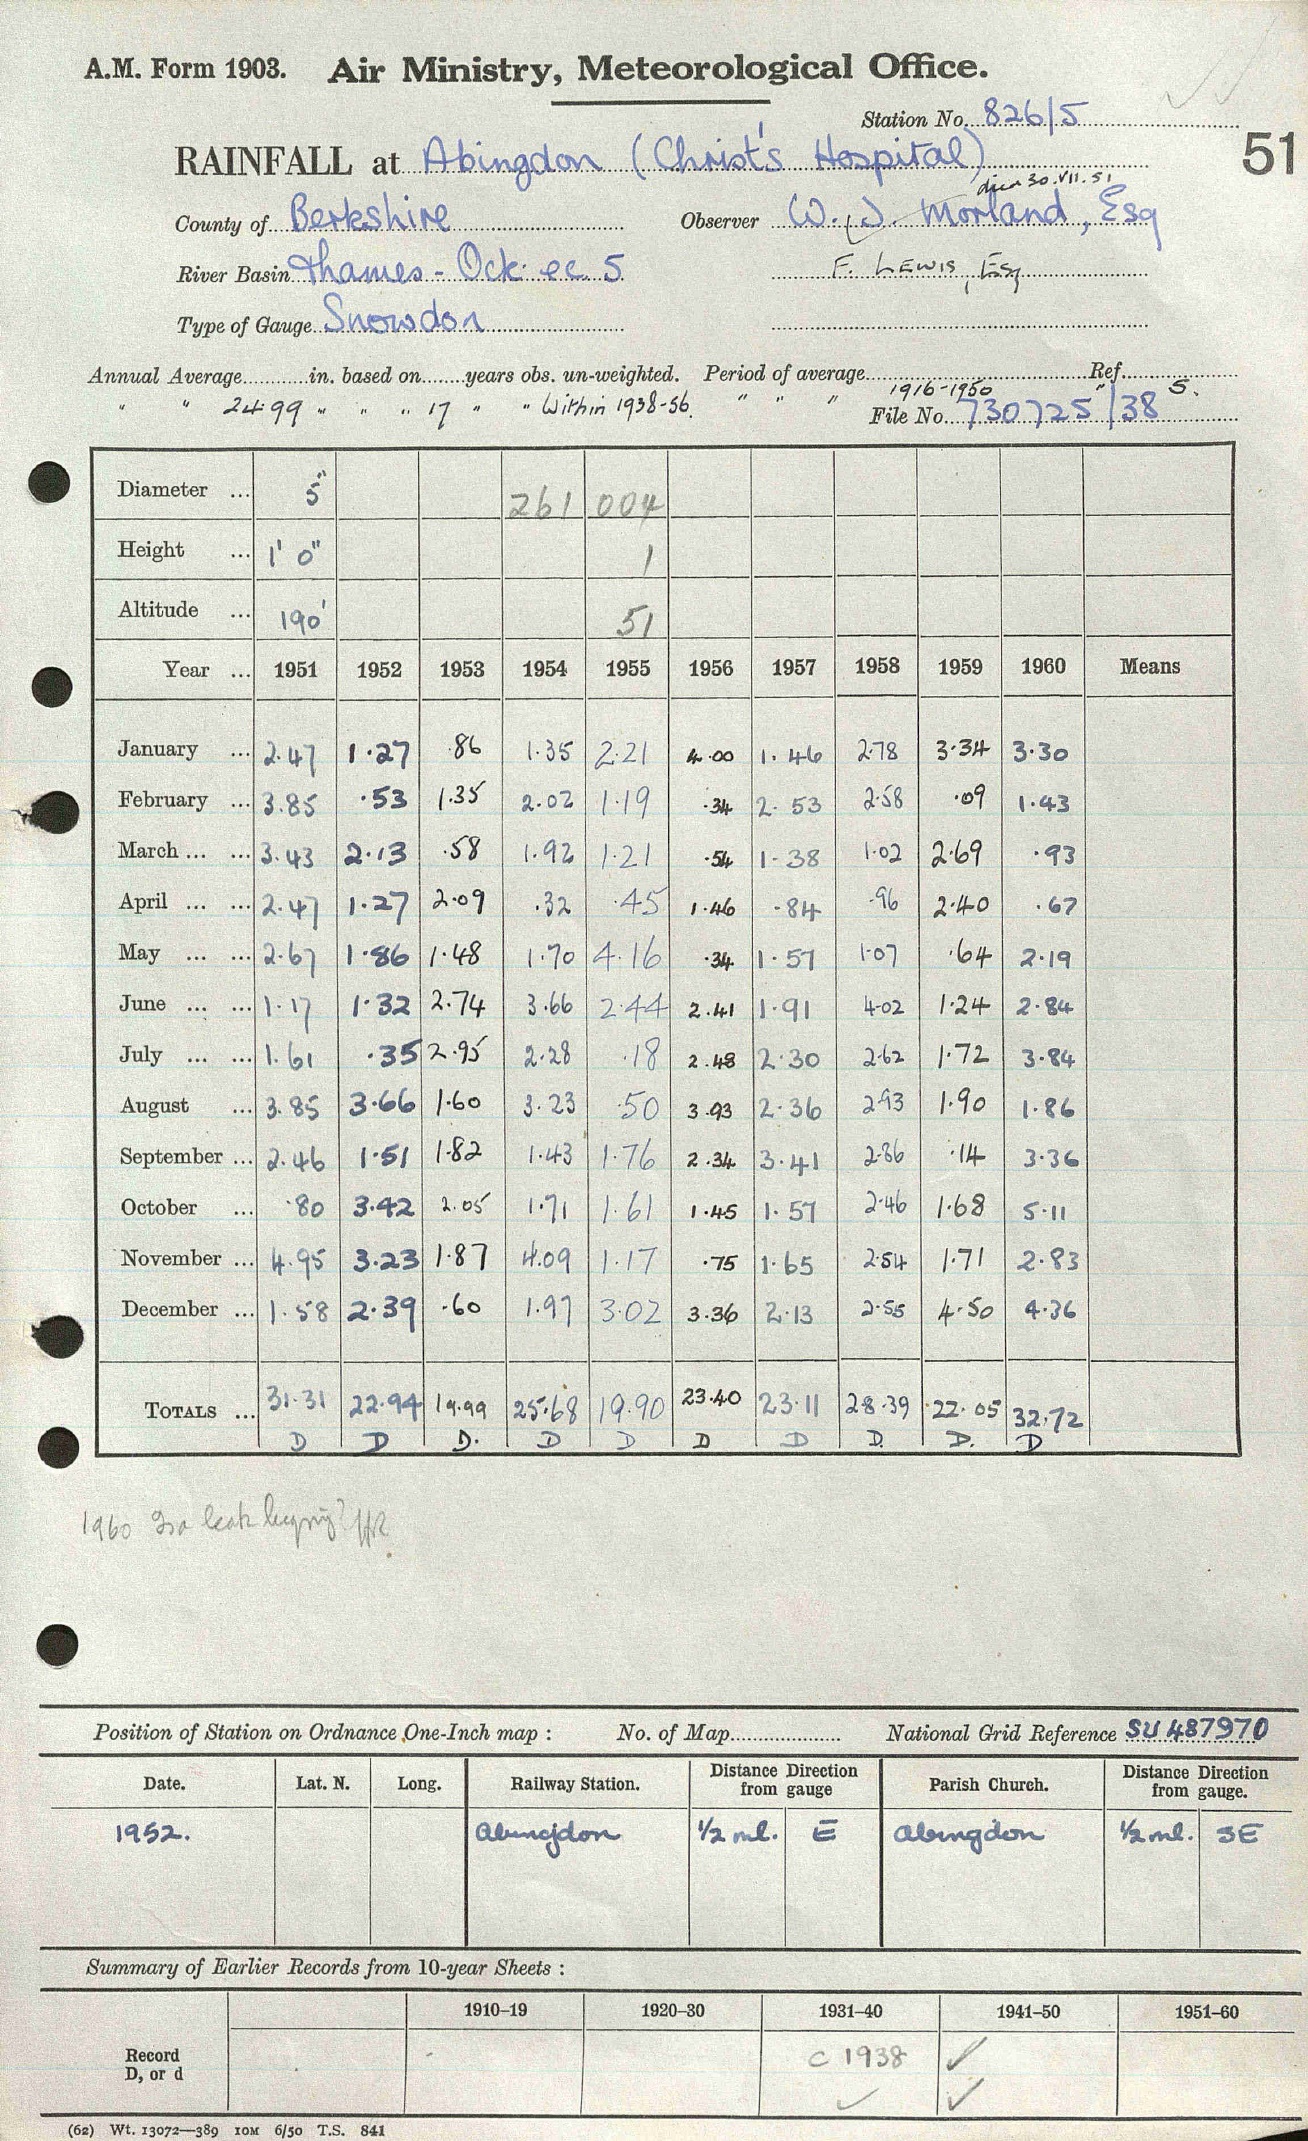 A.M. Form 1903. Air Ministry, Meteorological Office.
Station No. 826/5
51
RAINFALL at Abingdon (Christ's Hospital)
died 30.VII.51
County of Berkshire Observer W. J. Morland, Esq
River Basin Thames - Ock ec 5 F. LEWIS, Esq
Type of Gauge Snowdon
Annual Average in. based on years obs. un-weighted. Period of average Ref.
" " 24.99 " " " 17 " " Within 1938-56. " " " 1916-1950 " 5.
File No. 730725/38
Diameter ... 5" 261 004
Height ... 1' 0" 1
Altitude ... 190' 51
Year ... 1951 1952 1953 1954 1955 1956 1957 1958 1959 1960 Means
January ... 2.47 1.27 .86 1.35 2.21 4.00 1.46 2.78 3.34 3.30
February ... 3.85 .53 1.35 2.02 1.19 .34 2.53 2.58 .09 1.43
March ... ... 3.43 2.13 .58 1.92 1.21 .54 1.38 1.02 2.69 .93
April ... ... 2.47 1.27 2.09 .32 .45 1.46 .84 .96 2.40 .67
May ... ... 2.67 1.86 1.48 1.70 4.16 .34 1.57 1.07 .64 2.19
June ... ... 1.17 1.32 2.74 3.66 2.44 2.41 1.91 4.02 1.24 2.84
July ... ... 1.61 .35 2.95 2.28 .18 2.48 2.30 2.62 1.72 3.84
August ... 3.85 3.66 1.60 3.23 .50 3.93 2.36 2.93 1.90 1.86
September ... 2.46 1.51 1.82 1.43 1.76 2.34 3.41 2.86 .14 3.36
October ... .80 3.42 2.05 1.71 1.61 1.45 1.57 2.46 1.68 5.11
November ... 4.95 3.23 1.87 4.09 1.17 .75 1.65 2.54 1.71 2.83
December ... 1.58 2.39 .60 1.97 3.02 3.36 2.13 2.55 4.50 4.36
TOTALS ... 31.31 22.94 19.99 25.68 19.90 23.40 23.11 28.39 22.05 32.72
D D D. D D D D D. D. D
1960 leak
Position of Station on Ordnance One-Inch map : No. of Map National Grid Reference SU 487970
Date. Lat. N. Long. Railway Station. Distance from Direction gauge Parish Church. Distance from Direction gauge.
1952. Abingdon 1/2 ml. E Abingdon 1/2 ml. SE
Summary of Earlier Records from 10-year Sheets :
1910–19 1920–30 1931–40 1941–50 1951–60
Record
D, or d
C 1938 ✓
✓ ✓
(62) Wt. 13072—389 10M 6/50 T.S. 841